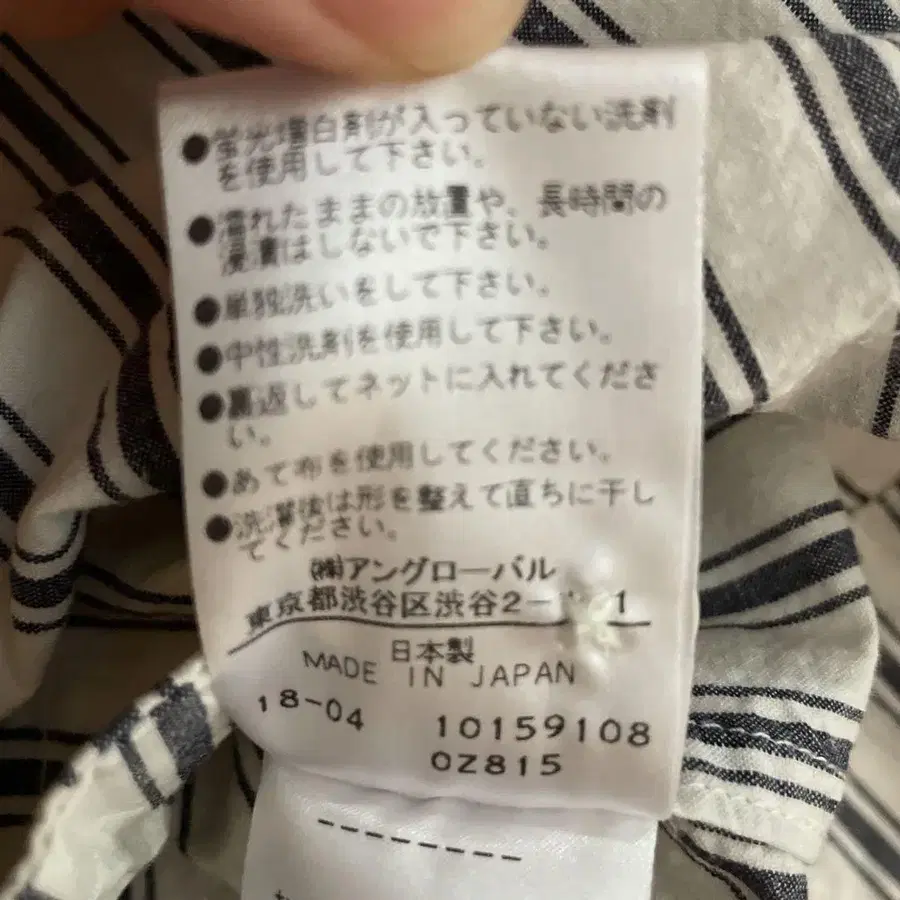 ●蛍光増白剤が入っていない洗剤
を使用して下さい。
●濡れたままの放置や、長時間の
浸漬はしないで下さい。
●単独洗いをして下さい。
●中性洗剤を使用して下さい。
●裏返してネットに入れてくださ
い。
●あて布を使用してください。
●洗濯後は形を整えて直ちに干し
てください。
㈱アングローバル
東京都渋谷区渋谷2- 1
日本製
MADE IN JAPAN
18-04 10159108
OZ815